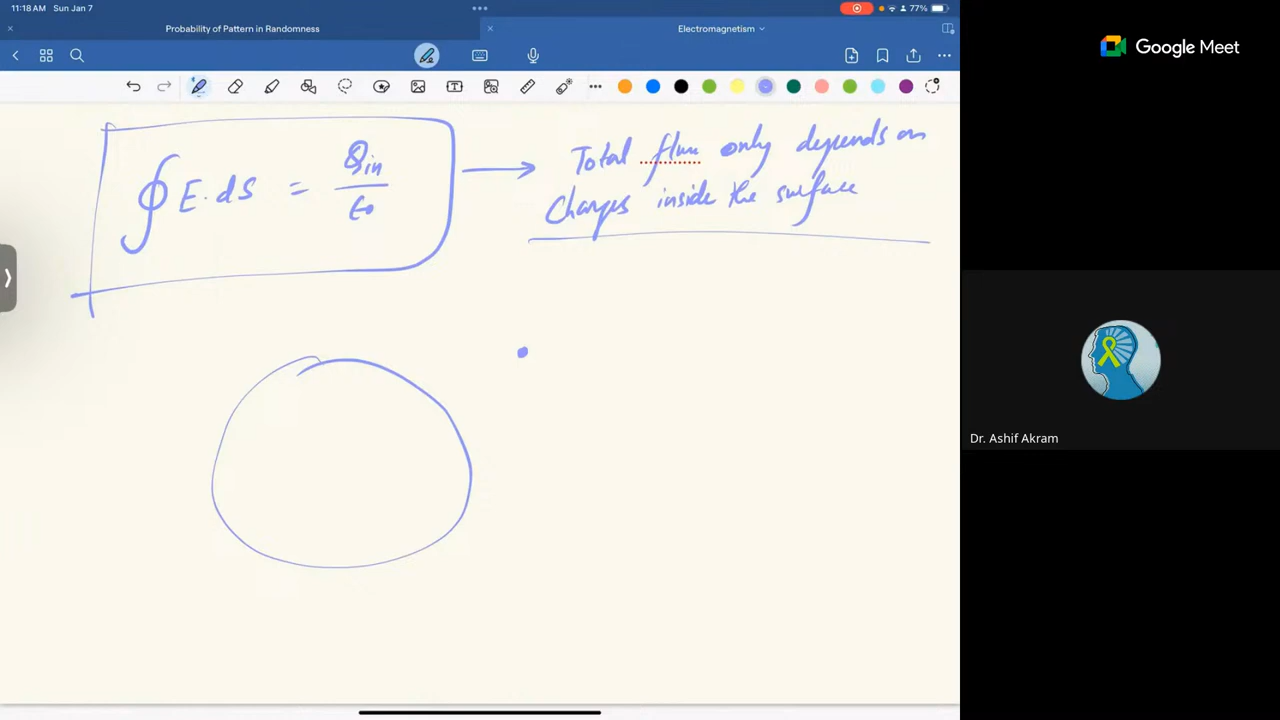 11:18 AM Sun Jan 7
77%
Probability of Pattern in Randomness
Electromagnetism
Google Meet
∮ E. dS = Qin / ε0
Total flux only depends on
charges inside the surface
Dr. Ashif Akram